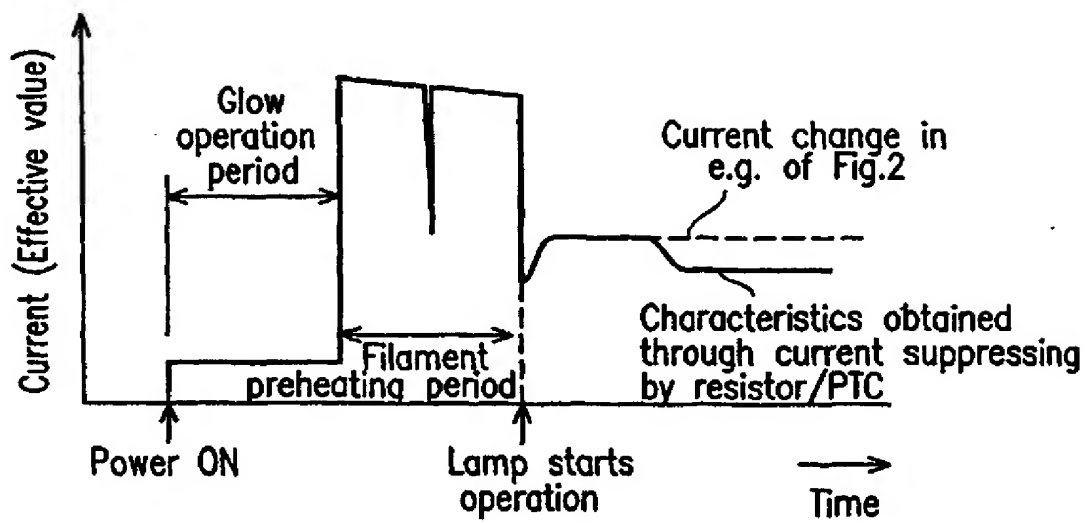 Current (Effective value)
Glow
operation
period
Current change in
e.g. of Fig.2
Filament
preheating period
Characteristics obtained
through current suppressing
by resistor/PTC
Power ON
Lamp starts
operation
Time